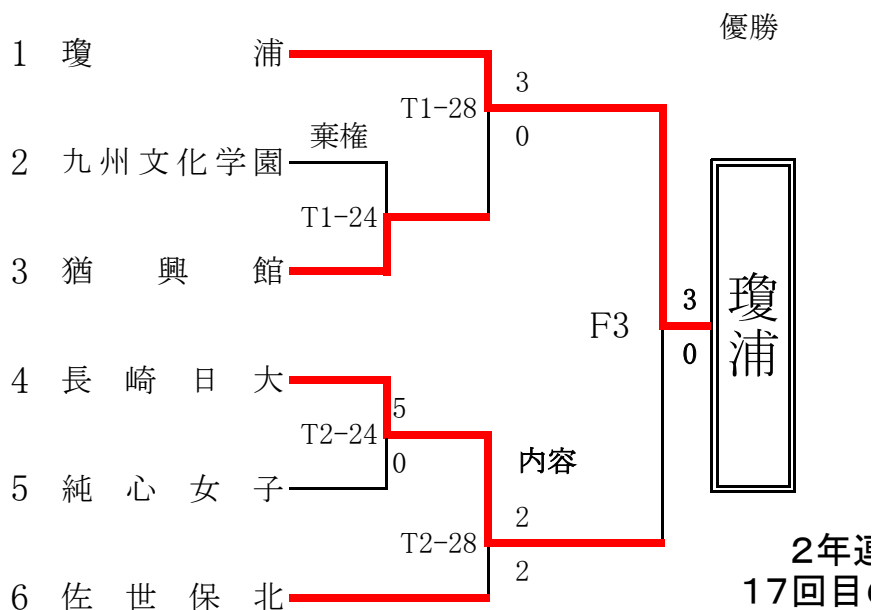 優勝
1 瓊浦
3
T1-28
0
棄権
2 九州文化学園
T1-24
3 猶興館
3
F3
0
瓊浦
4 長崎日大
5
T2-24
0
内容
5 純心女子
2
T2-28
2
2年連
17回目
6 佐世保北